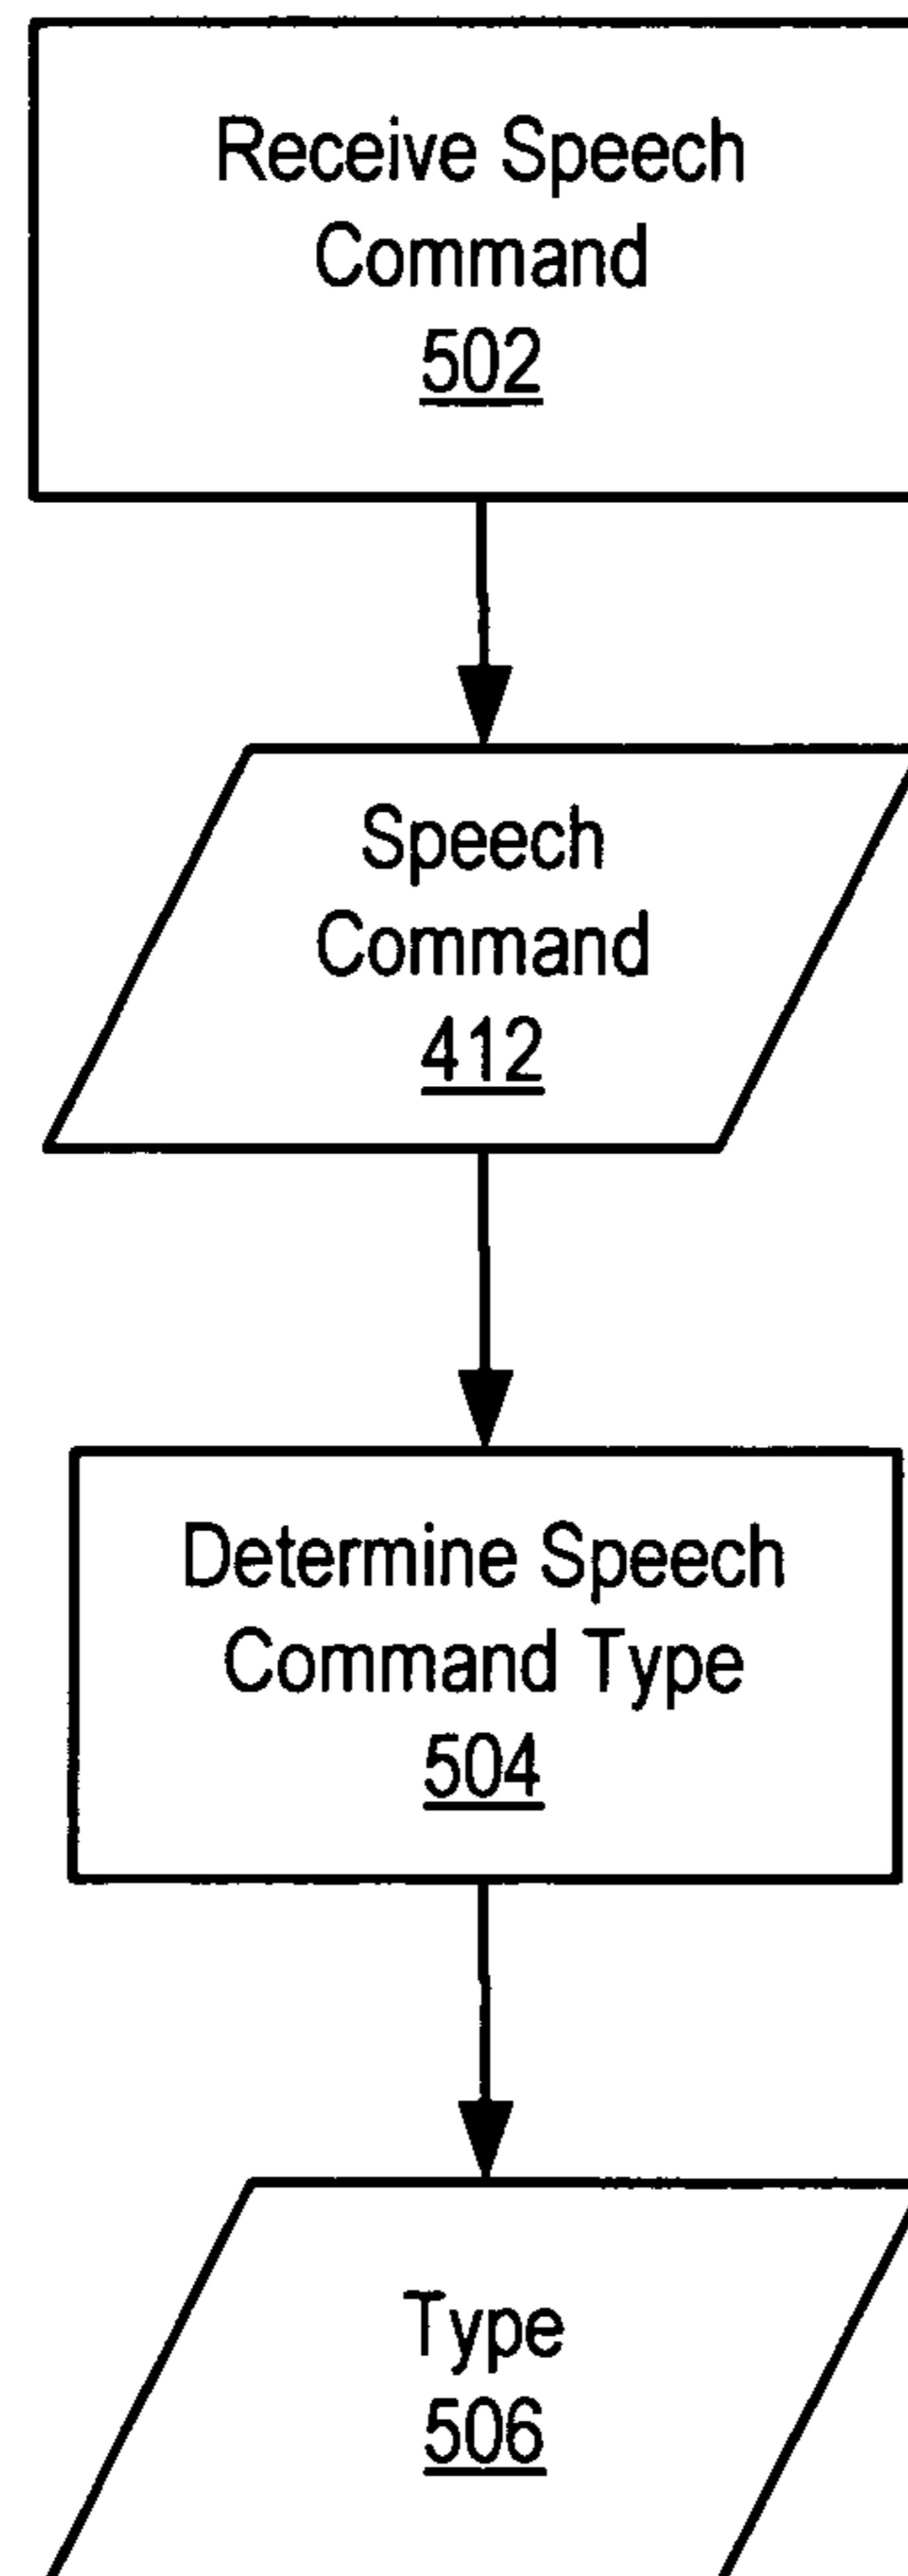 Receive Speech
Command
502
Speech
Command
412
Determine Speech
Command Type
504
Type
506